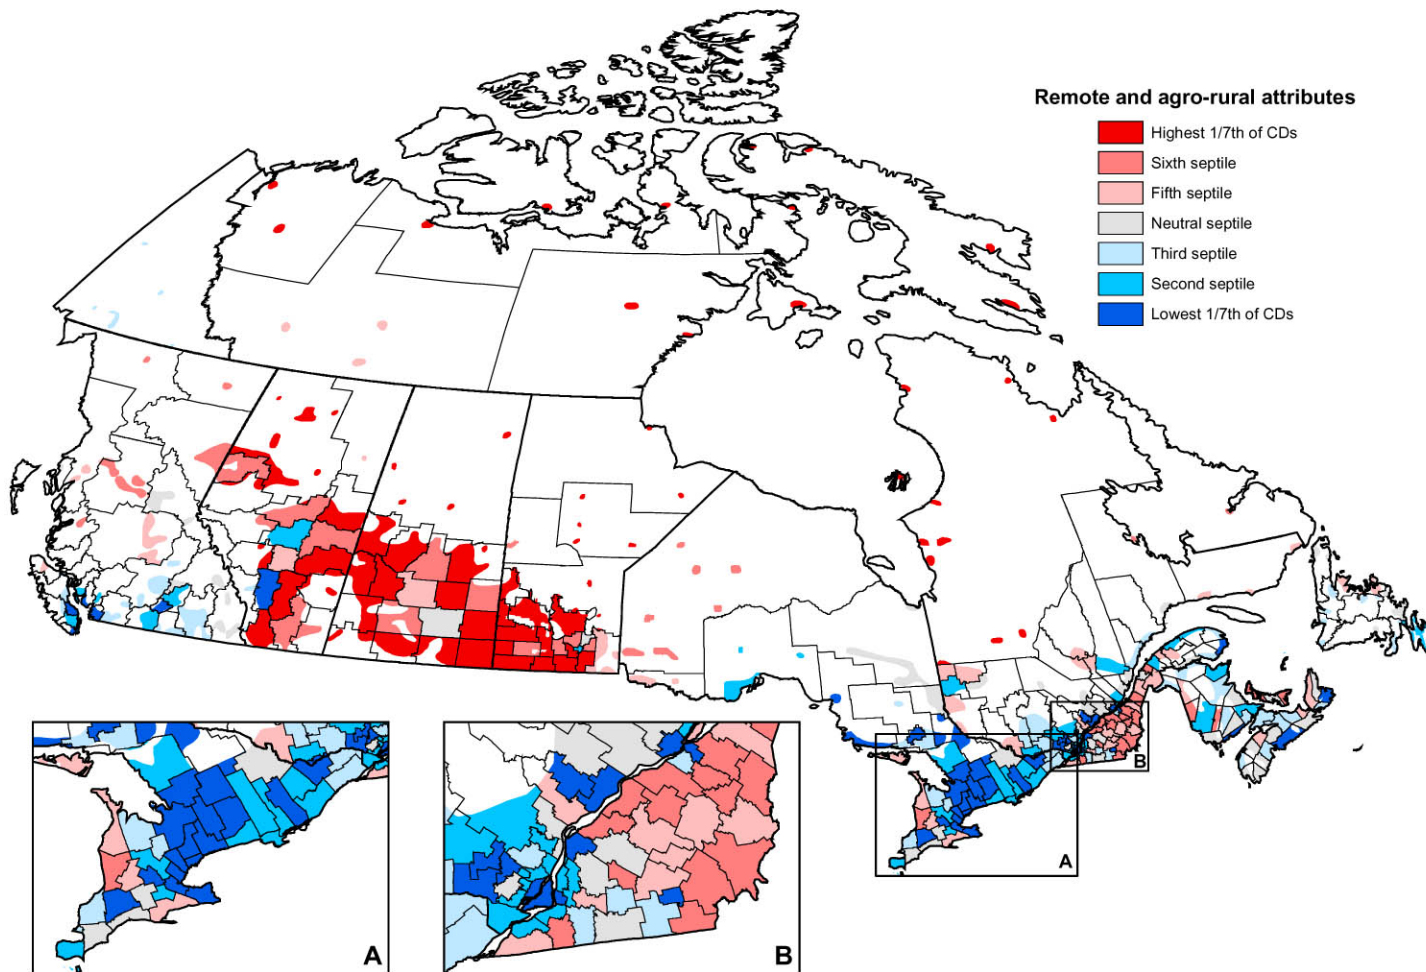 Remote and agro-rural attributes
Highest 1/7th of CDs
Sixth septile
Fifth septile
Neutral septile
Third septile
Second septile
Lowest 1/7th of CDs
B
A
A
B